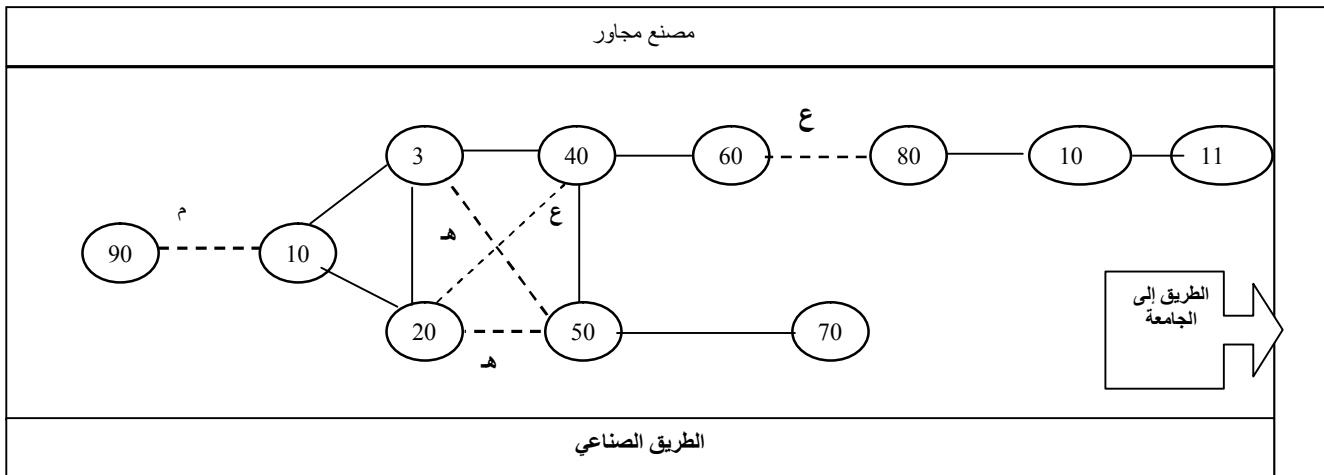 مصنع مجاور
ع
3
40
60
80
10
11
م
ع
هـ
90
10
20
50
70
هـ
الطريق إلى
الجامعة
الطريق الصناعي